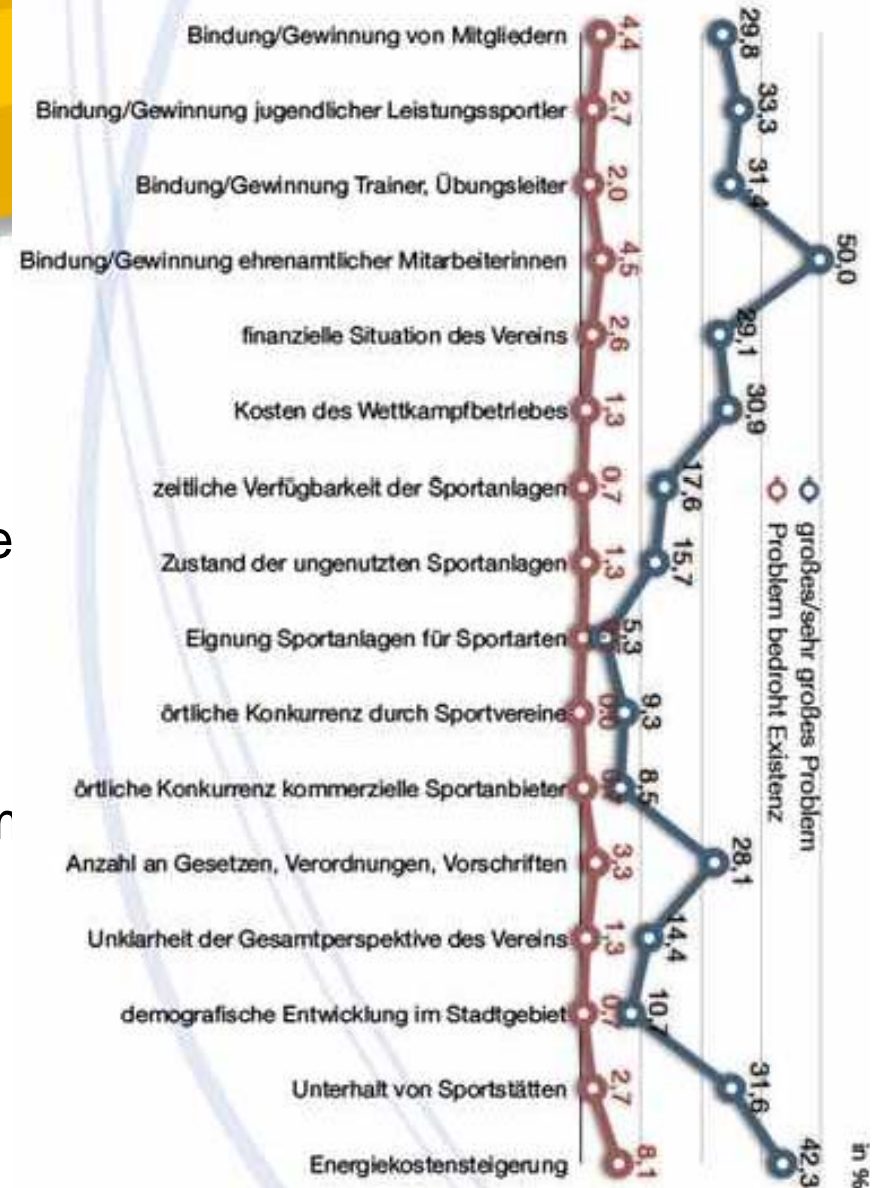 Bindung/Gewinnung von Mitgliedern
4,4
29,8
Bindung/Gewinnung jugendlicher Leistungssportler
2,7
33,3
Bindung/Gewinnung Trainer, Übungsleiter
2,0
31,4
Bindung/Gewinnung ehrenamtlicher Mitarbeiterinnen
4,5
50,0
finanzielle Situation des Vereins
2,6
29,1
Kosten des Wettkampfbetriebes
1,3
30,9
zeitliche Verfügbarkeit der Sportanlagen
0,7
17,6
Zustand der ungenutzten Sportanlagen
1,3
15,7
Eignung Sportanlagen für Sportarten
5,3
örtliche Konkurrenz durch Sportvereine
0,0
9,3
örtliche Konkurrenz kommerzielle Sportanbieter
8,5
Anzahl an Gesetzen, Verordnungen, Vorschriften
3,3
28,1
Unklarheit der Gesamtperspektive des Vereins
1,3
14,4
demografische Entwicklung im Stadtgebiet
0,7
10,7
Unterhalt von Sportstätten
2,7
31,6
Energiekostensteigerung
8,1
42,3
großes/sehr großes Problem
Problem bedroht Existenz
in %